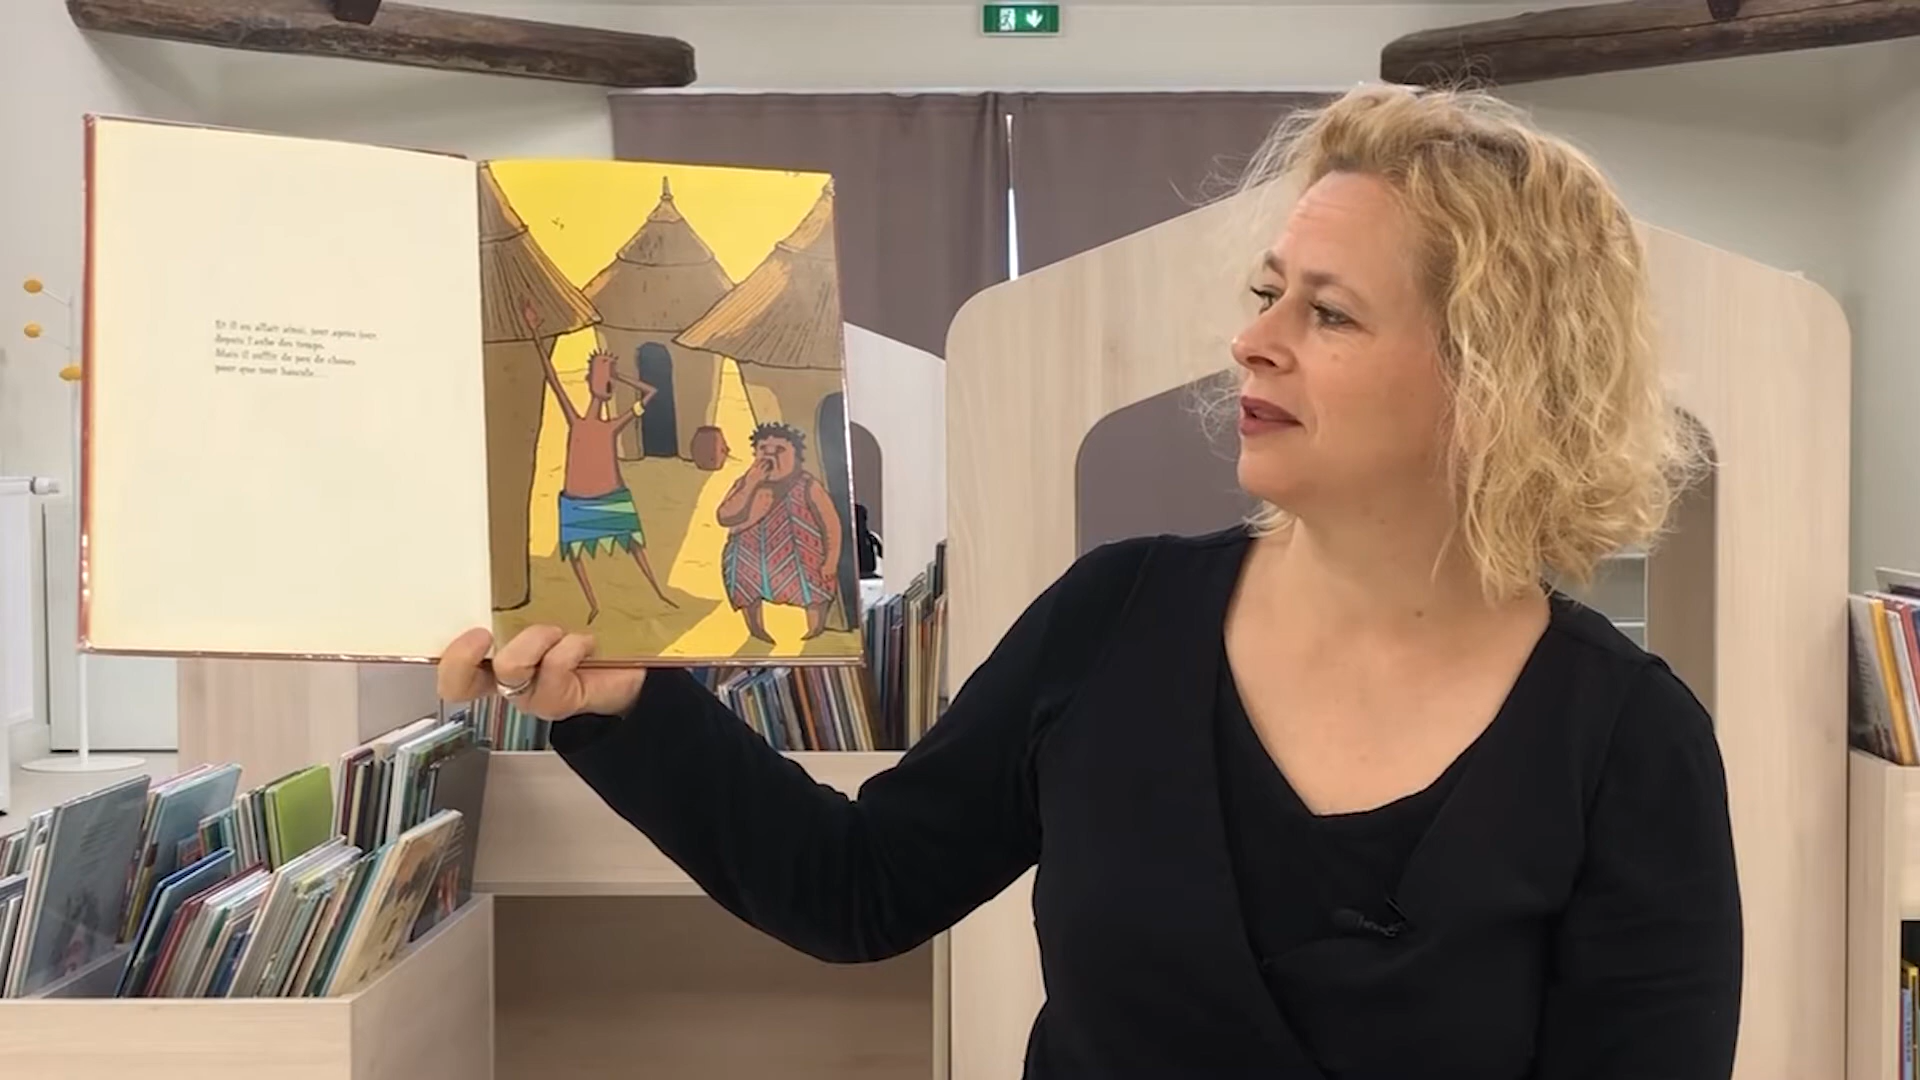 Et il en allait ainsi, jour après jour,
depuis l'aube des temps.
Mais il suffit de peu de choses
pour que tout bascule...